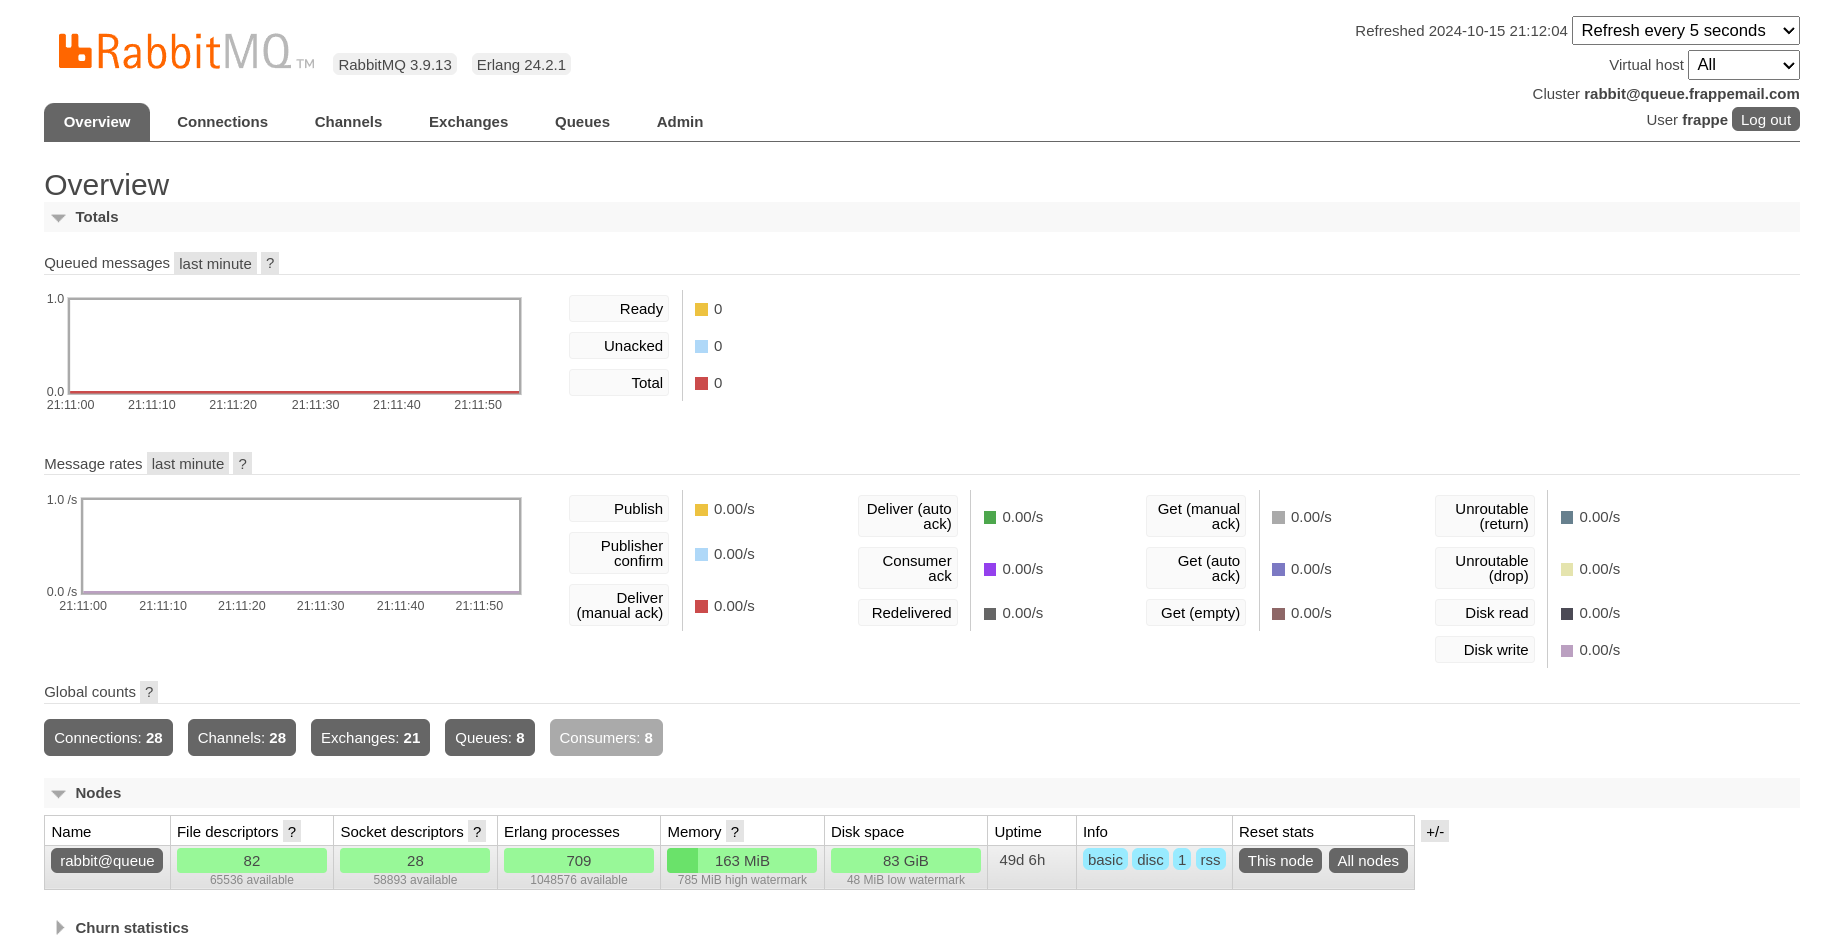 RabbitMQ TM RabbitMQ 3.9.13 Erlang 24.2.1
Refreshed 2024-10-15 21:12:04 Refresh every 5 seconds
Virtual host All
Cluster rabbit@queue.frappemail.com
User frappe Log out
Overview Connections Channels Exchanges Queues Admin
Overview
Totals
Queued messages last minute ?
1.0
0.0
21:11:00 21:11:10 21:11:20 21:11:30 21:11:40 21:11:50
Ready 0
Unacked 0
Total 0
Message rates last minute ?
1.0 /s
0.0 /s
21:11:00 21:11:10 21:11:20 21:11:30 21:11:40 21:11:50
Publish 0.00/s
Publisher
confirm 0.00/s
Deliver
(manual ack) 0.00/s
Deliver (auto
ack) 0.00/s
Consumer
ack 0.00/s
Redelivered 0.00/s
Get (manual
ack) 0.00/s
Get (auto
ack) 0.00/s
Get (empty) 0.00/s
Unroutable
(return) 0.00/s
Unroutable
(drop) 0.00/s
Disk read 0.00/s
Disk write 0.00/s
Global counts ?
Connections: 28 Channels: 28 Exchanges: 21 Queues: 8 Consumers: 8
Nodes
Name File descriptors ? Socket descriptors ? Erlang processes Memory ? Disk space Uptime Info Reset stats +/-
rabbit@queue 82 28 709 163 MiB 83 GiB 49d 6h basic disc 1 rss This node All nodes
65536 available 58893 available 1048576 available 785 MiB high watermark 48 MiB low watermark
Churn statistics